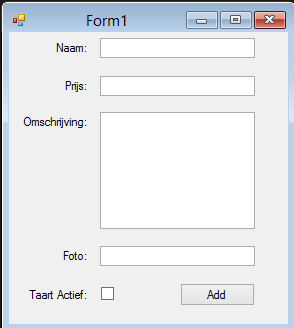 Form1
Naam:
Prijs:
Omschrijving:
Foto:
Taart Actief:
Add